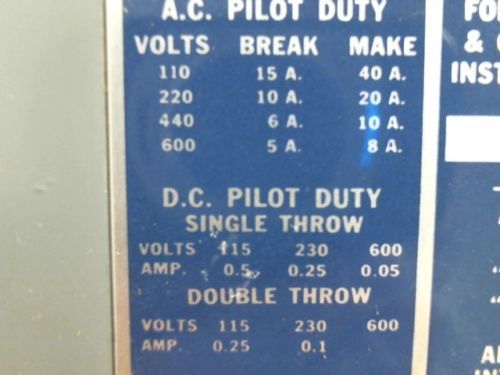 A.C. PILOT DUTY
VOLTS BREAK MAKE
110 15 A. 40 A.
220 10 A. 20 A.
440 6 A. 10 A.
600 5 A. 8 A.
D.C. PILOT DUTY
SINGLE THROW
VOLTS 115 230 600
AMP. 0.5 0.25 0.05
DOUBLE THROW
VOLTS 115 230 600
AMP. 0.25 0.1
FO
& 
INST